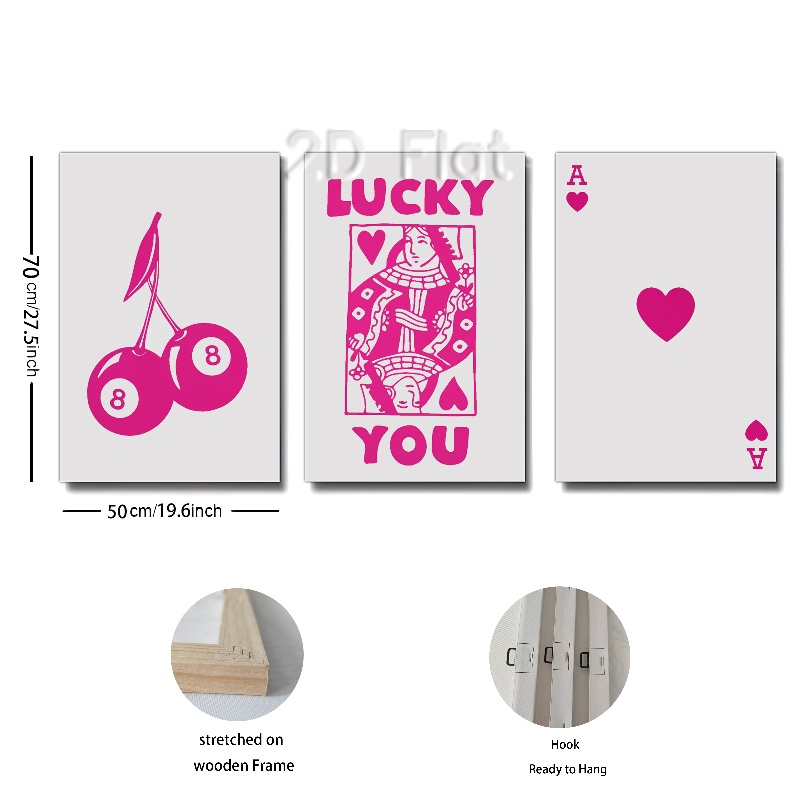 2.D Flat.
LUCKY
YOU
8
8
A
A
70 cm/27.5inch
50cm/19.6inch
stretched on
wooden Frame
Hook
Ready to Hang